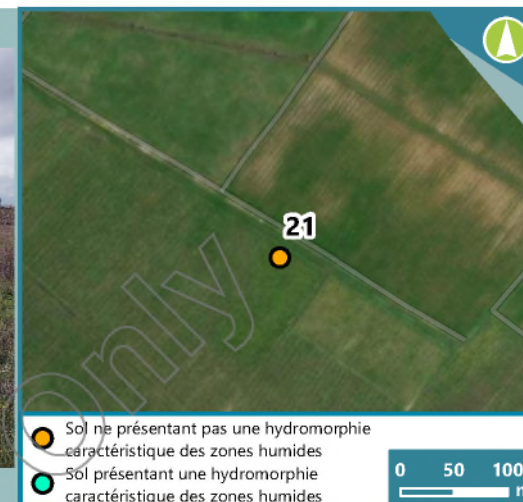 21
Only
Sol ne présentant pas une hydromorphie
caractéristique des zones humides
Sol présentant une hydromorphie
caractéristique des zones humides
0 50 100
m